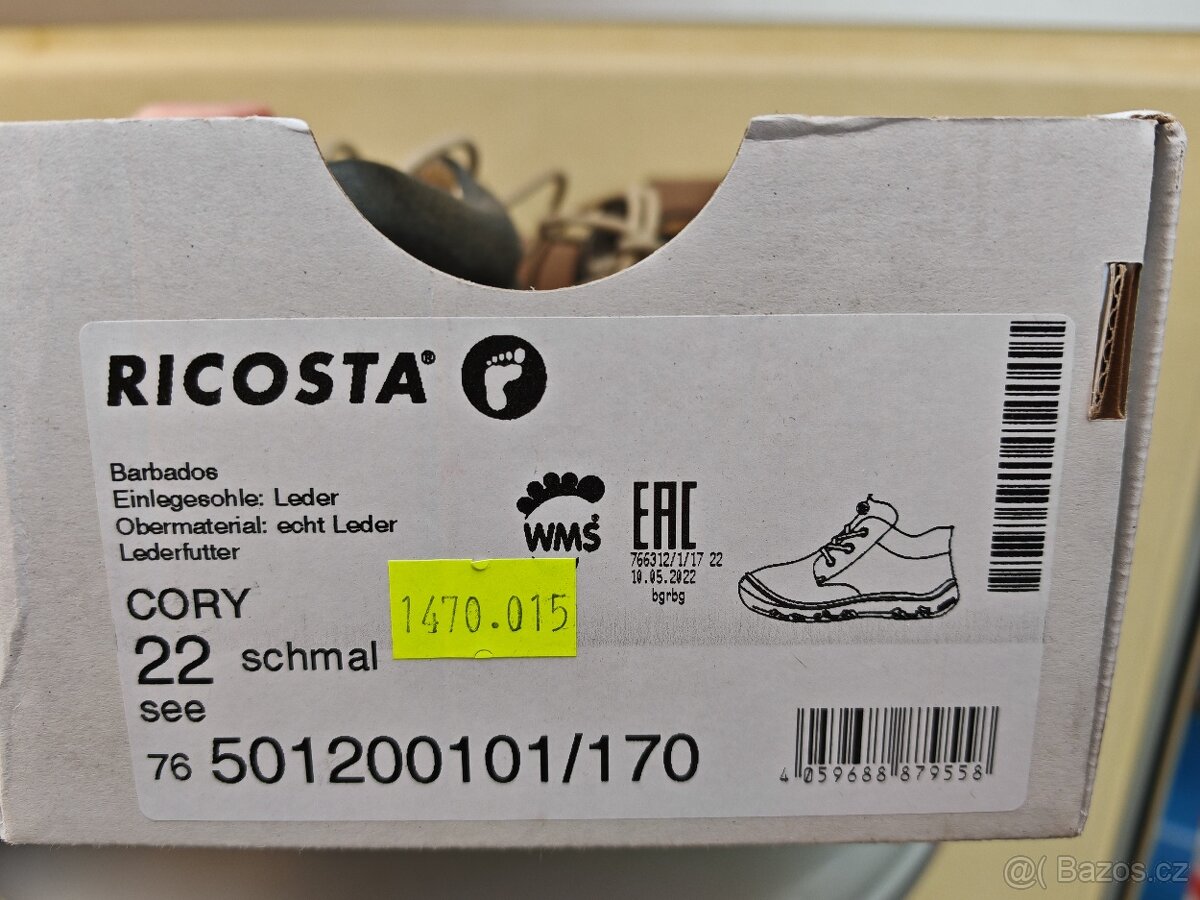 RICOSTA®
Barbados
Einlegesohle: Leder
Obermaterial: echt Leder
Lederfutter
WMS
EAC
766312/1/17 22
10.05.2022
bgrbg
CORY
1470.015
22 schmal
see
76 501200101/170
4 059688 879558
@( Bazos.cz